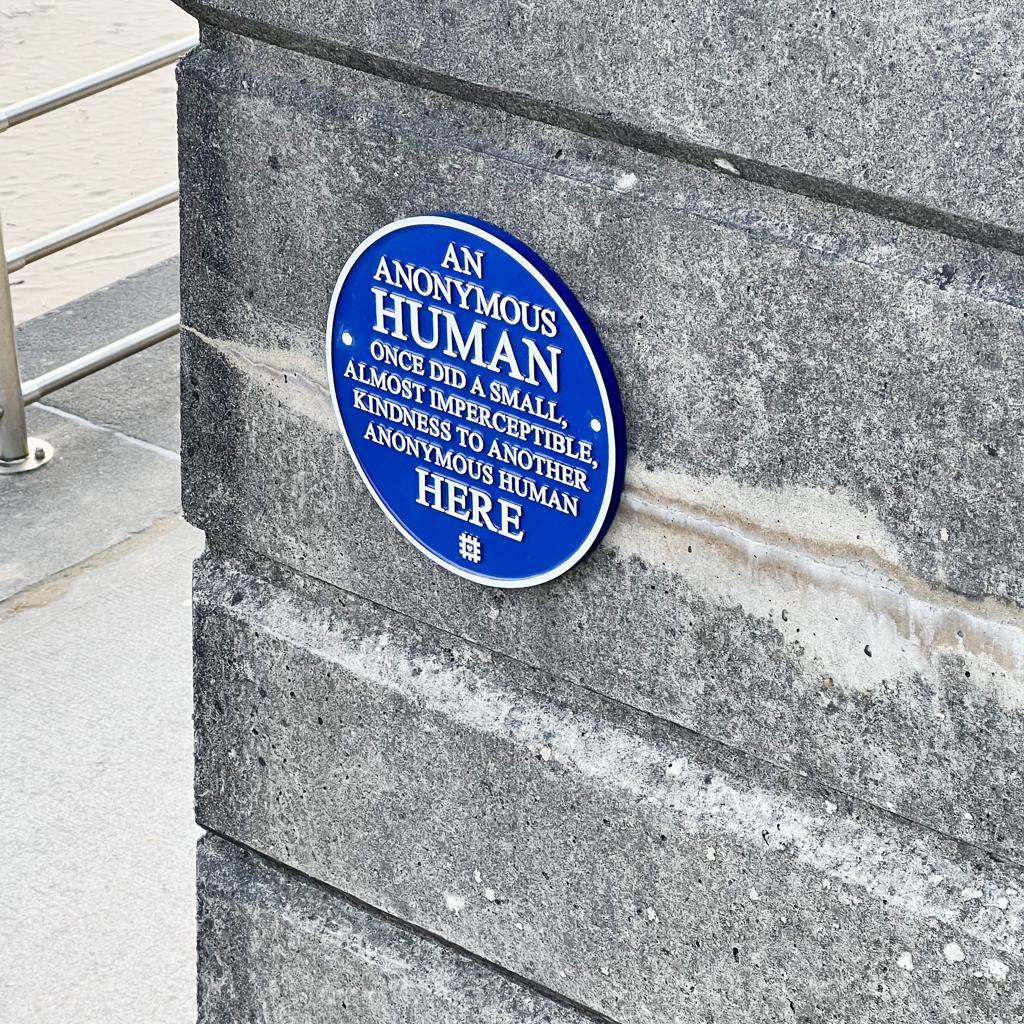 AN
ANONYMOUS
HUMAN
ONCE DID A SMALL,
ALMOST IMPERCEPTIBLE,
KINDNESS TO ANOTHER
ANONYMOUS HUMAN
HERE